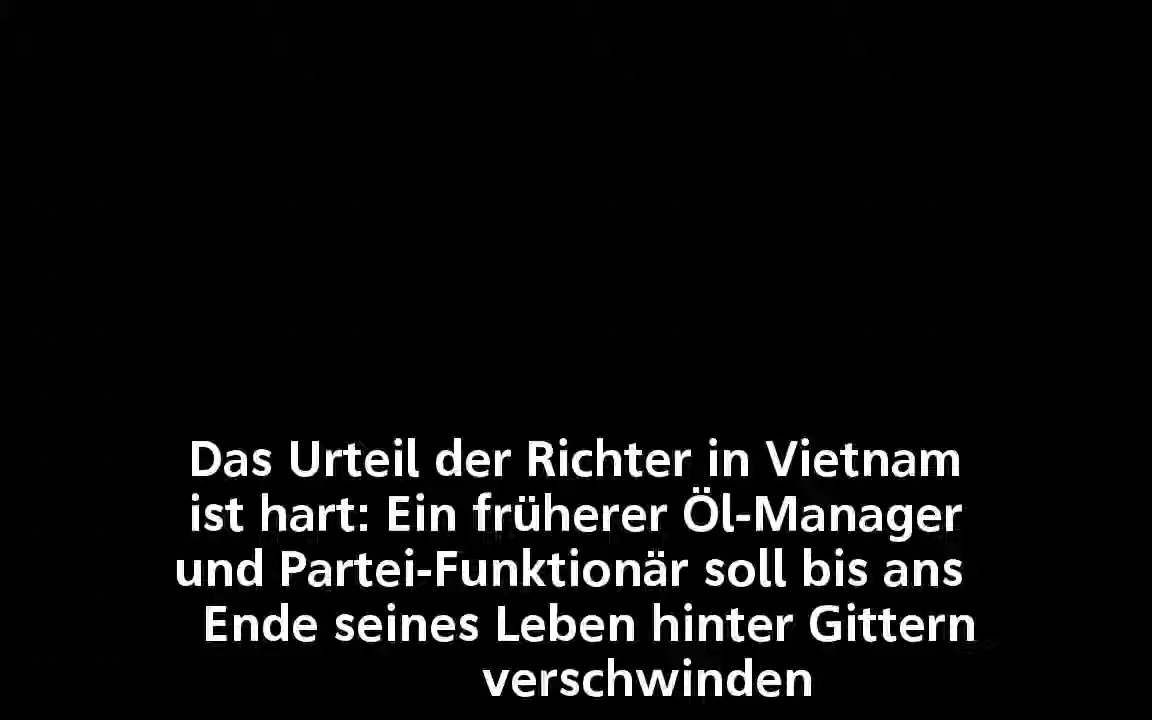 Das Urteil der Richter in Vietnam
ist hart: Ein früherer Öl-Manager
und Partei-Funktionär soll bis ans
Ende seines Leben hinter Gittern
verschwinden